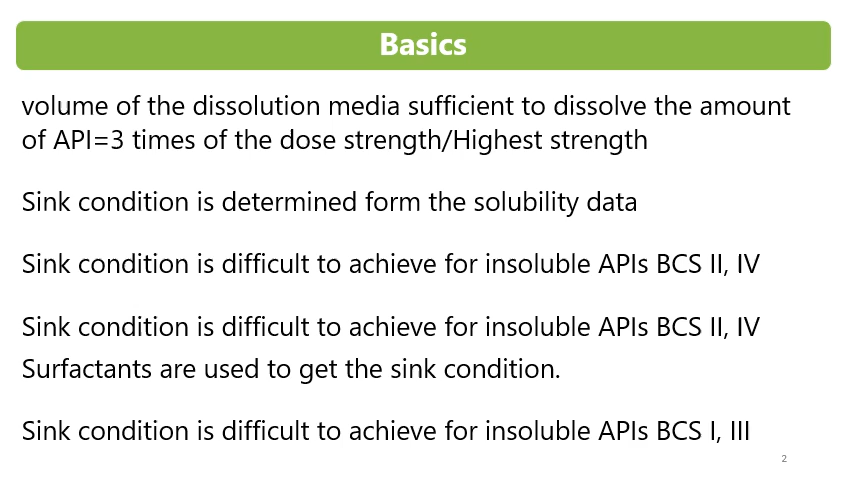 Basics
volume of the dissolution media sufficient to dissolve the amount
of API=3 times of the dose strength/Highest strength
Sink condition is determined form the solubility data
Sink condition is difficult to achieve for insoluble APIs BCS II, IV
Sink condition is difficult to achieve for insoluble APIs BCS II, IV
Surfactants are used to get the sink condition.
Sink condition is difficult to achieve for insoluble APIs BCS I, III
2